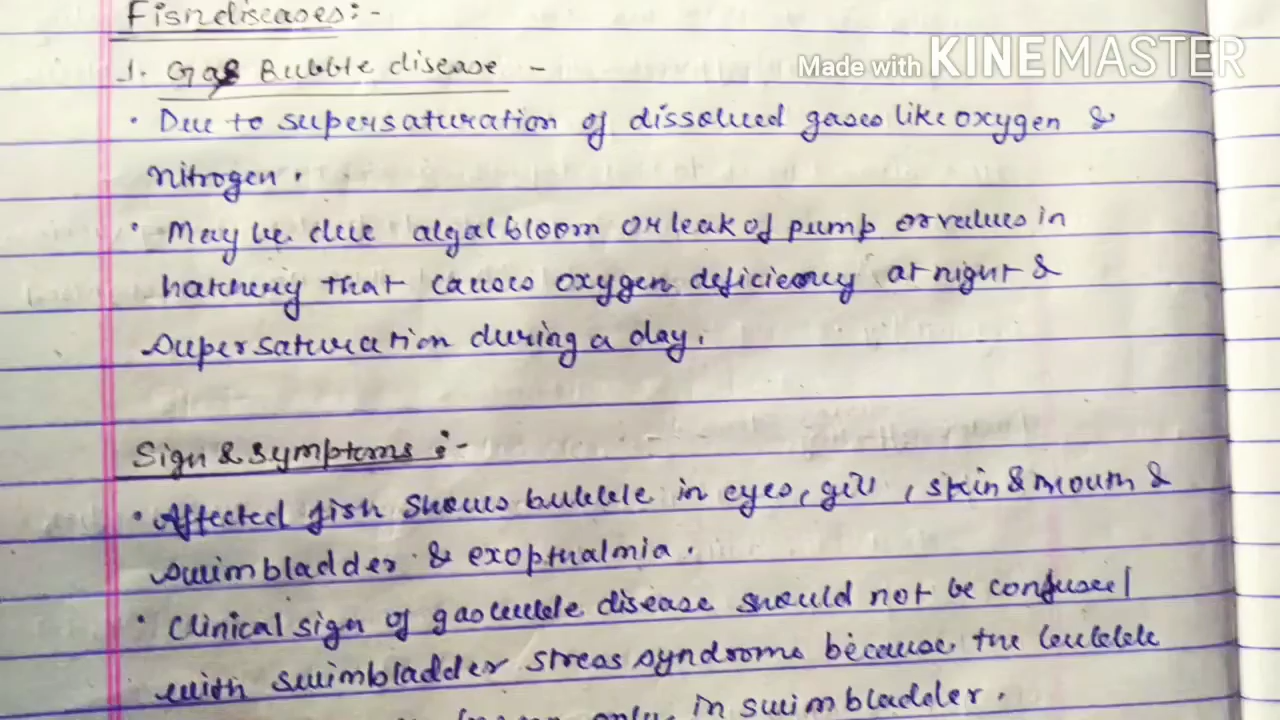 Fish diseases:-
Made with KINEMASTER
1. Gas Bubble disease -
• Due to supersaturation of dissolved gases like oxygen &
nitrogen.
• May be due algal bloom or leak of pump or valves in
hatchery that causes oxygen deficiency at night &
supersaturation during a day.
Sign & symptoms :-
• Affected fish shows bubble in eyes, gill, skin & mouth &
swimbladder & exopthalmia.
• Clinical sign of gas bubble disease should not be confused
with swimbladder stress syndrome because the bubble
only in swimbladder.